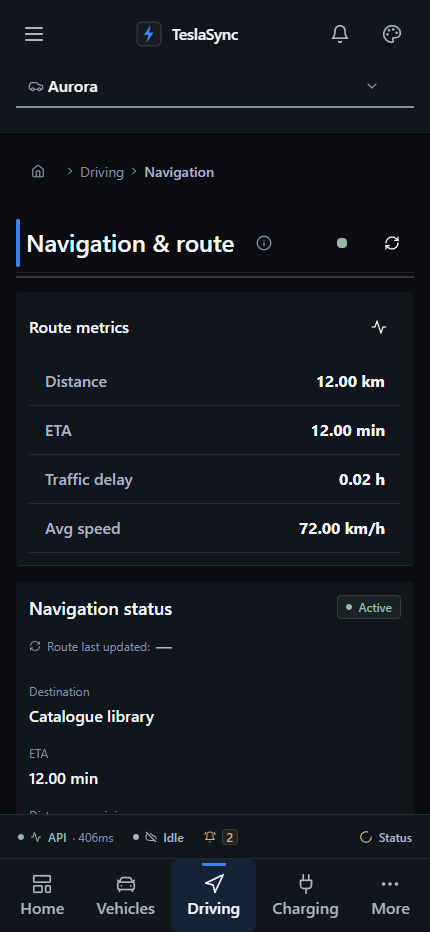 TeslaSync
Aurora
Driving
Navigation
Navigation & route
Route metrics
Distance 12.00 km
ETA 12.00 min
Traffic delay 0.02 h
Avg speed 72.00 km/h
Navigation status Active
Route last updated: —
Destination
Catalogue library
ETA
12.00 min
API · 406ms Idle 2 Status
Home Vehicles Driving Charging More